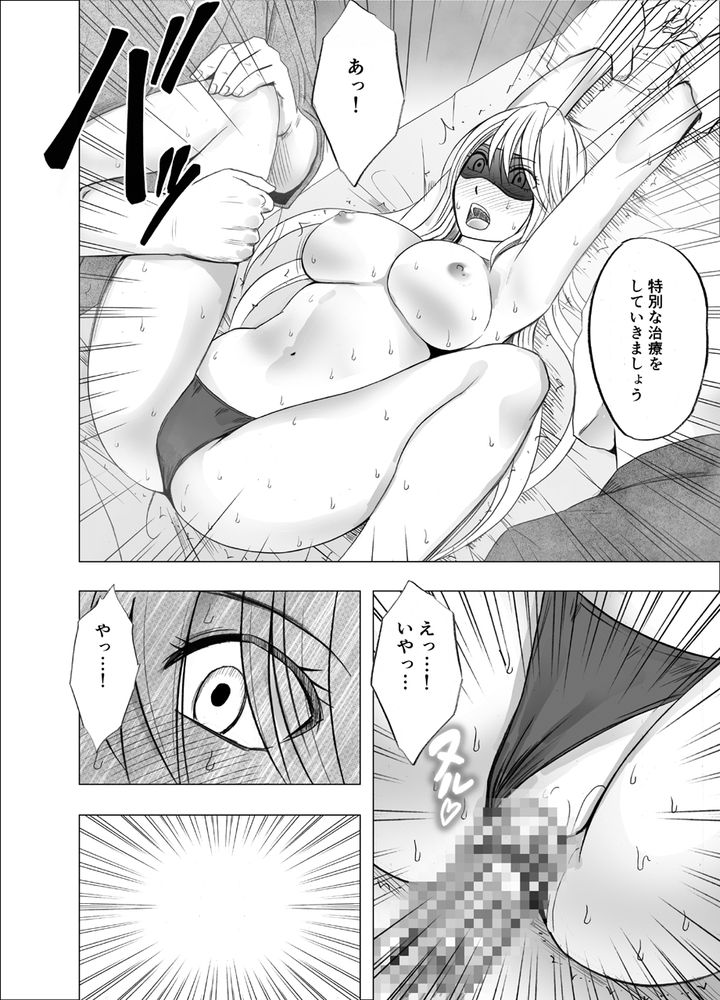 あっ！
ババッ
特別な治療を
していきましょう
えっ…！
いやっ…
ヌル♡
やっ…！